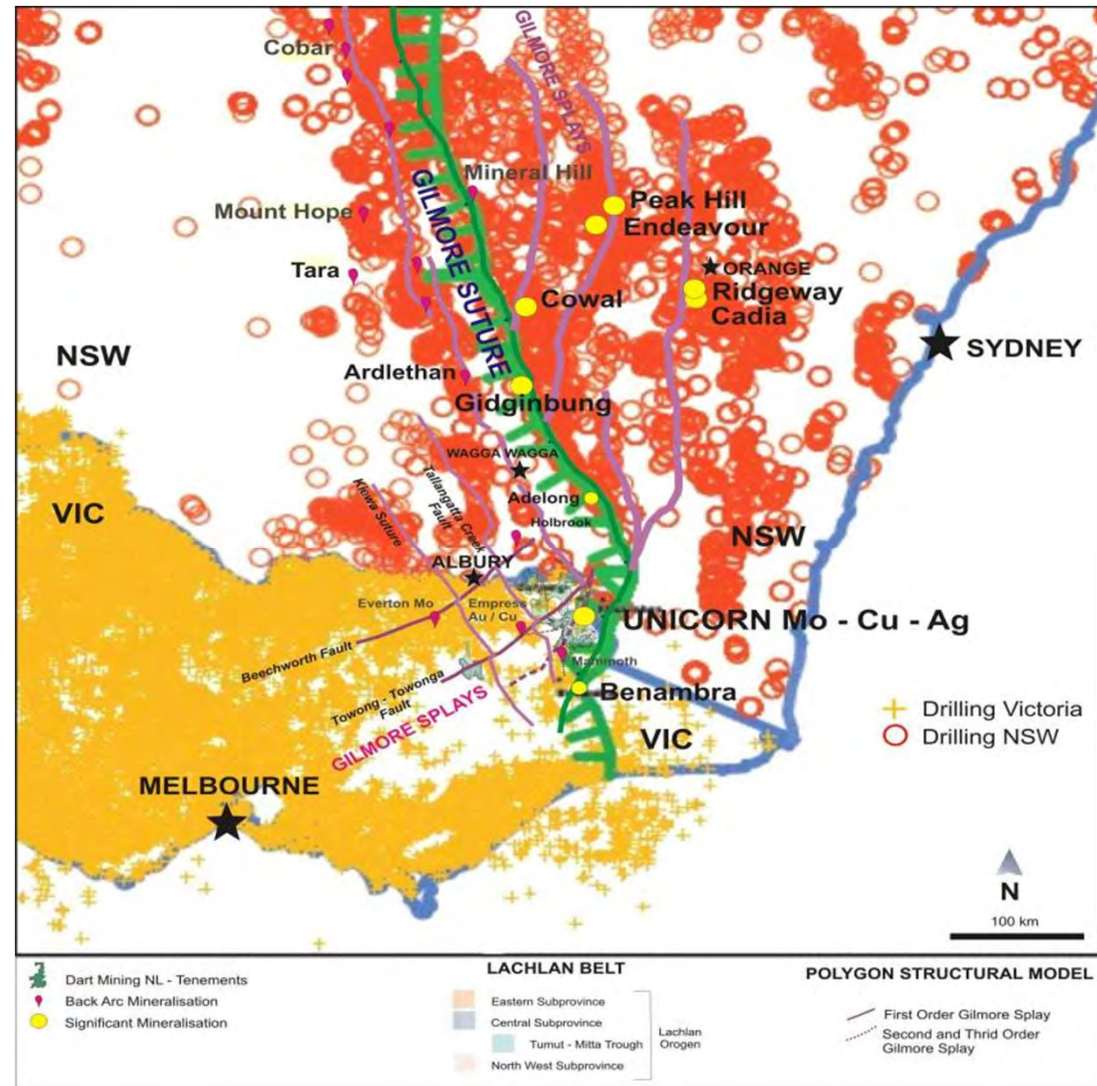 GILMORE SPLAYS
Cobar
Mineral Hill
GILMORE SUTURE
Mount Hope
Peak Hill
Endeavour
Tara
ORANGE
Ridgeway
Cadia
Cowal
NSW
SYDNEY
Ardlethan
Gidginbung
WAGGA WAGGA
Tallangatta Creek
Fault
Kiewa Suture
Adelong
Holbrook
VIC
NSW
ALBURY
Everton Mo
Empress
Au / Cu
UNICORN Mo - Cu - Ag
Beechworth Fault
Mammoth
Towong - Towonga
Fault
Benambra
GILMORE SPLAYS
VIC
Drilling Victoria
Drilling NSW
MELBOURNE
N
100 km
Dart Mining NL - Tenements
Back Arc Mineralisation
Significant Mineralisation
LACHLAN BELT
Eastern Subprovince
Central Subprovince
Tumut - Mitta Trough
North West Subprovince
Lachlan
Orogen
POLYGON STRUCTURAL MODEL
First Order Gilmore Splay
Second and Thrid Order
Gilmore Splay